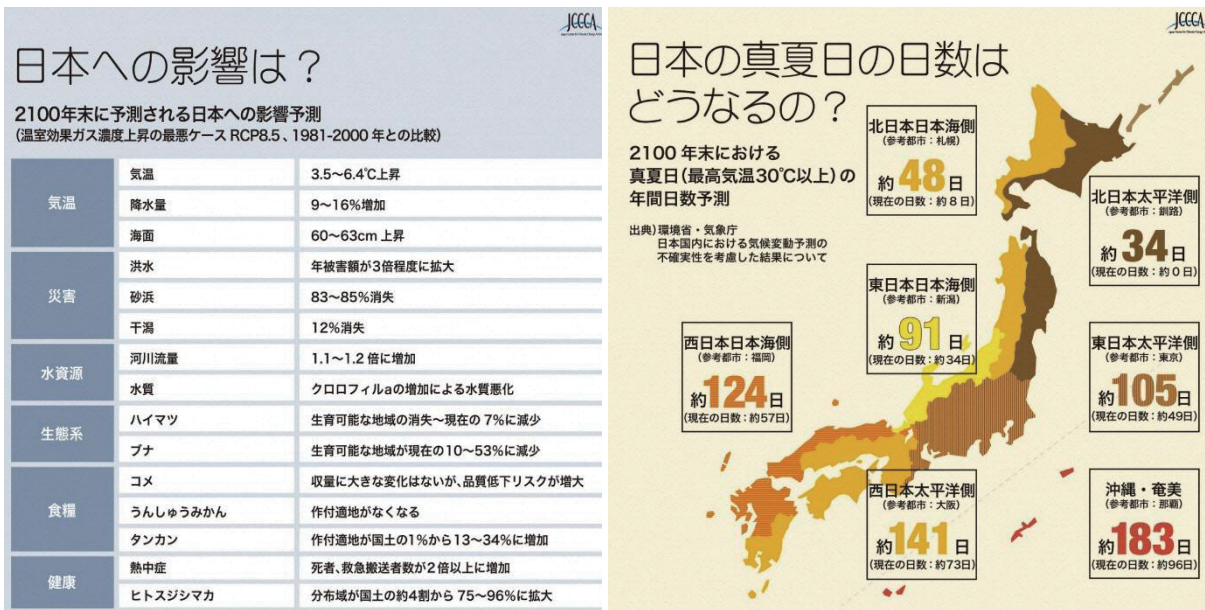 JCCCA
日本への影響は？
2100年末に予測される日本への影響予測
(温室効果ガス濃度上昇の最悪ケース RCP8.5、1981-2000 年との比較)
気温
気温 3.5〜6.4℃上昇
降水量 9〜16%増加
海面 60〜63cm 上昇
災害
洪水 年被害額が3倍程度に拡大
砂浜 83〜85%消失
干潟 12%消失
水資源
河川流量 1.1〜1.2 倍に増加
水質 クロロフィルaの増加による水質悪化
生態系
ハイマツ 生育可能な地域の消失〜現在の 7%に減少
ブナ 生育可能な地域が現在の10〜53%に減少
食糧
コメ 収量に大きな変化はないが、品質低下リスクが増大
うんしゅうみかん 作付適地がなくなる
タンカン 作付適地が国土の1%から13〜34%に増加
健康
熱中症 死者、救急搬送者数が2倍以上に増加
ヒトスジシマカ 分布域が国土の約4割から 75〜96%に拡大
JCCCA
日本の真夏日の日数は
どうなるの？
2100 年末における
真夏日(最高気温30℃以上)の
年間日数予測
出典)環境省・気象庁
日本国内における気候変動予測の
不確実性を考慮した結果について
北日本日本海側
(参考都市：札幌)
約48日
(現在の日数：約8日)
北日本太平洋側
(参考都市：釧路)
約34日
(現在の日数：約0日)
東日本日本海側
(参考都市：新潟)
約91日
(現在の日数：約34日)
西日本日本海側
(参考都市：福岡)
約124日
(現在の日数：約57日)
東日本太平洋側
(参考都市：東京)
約105日
(現在の日数：約49日)
西日本太平洋側
(参考都市：大阪)
約141日
(現在の日数：約73日)
沖縄・奄美
(参考都市：那覇)
約183日
(現在の日数：約96日)